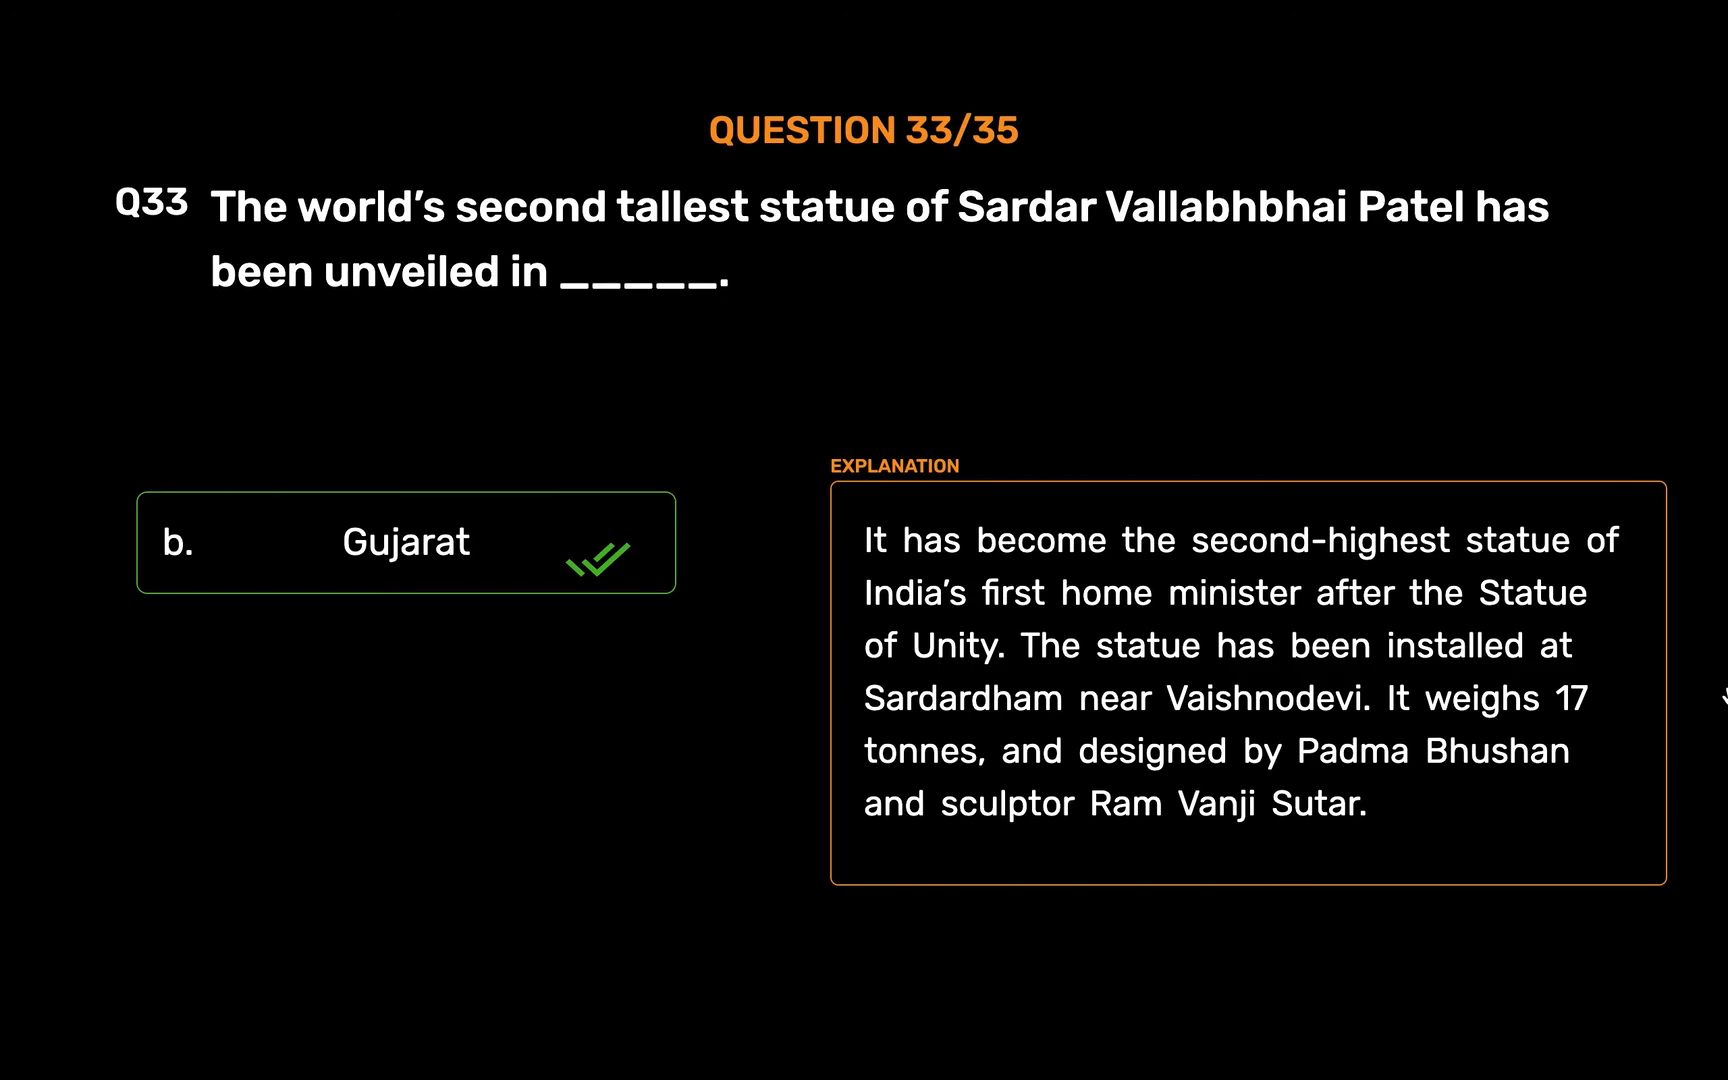 QUESTION 33/35
Q33 The world’s second tallest statue of Sardar Vallabhbhai Patel has
been unveiled in _____.
b. Gujarat
EXPLANATION
It has become the second-highest statue of
India’s first home minister after the Statue
of Unity. The statue has been installed at
Sardardham near Vaishnodevi. It weighs 17
tonnes, and designed by Padma Bhushan
and sculptor Ram Vanji Sutar.